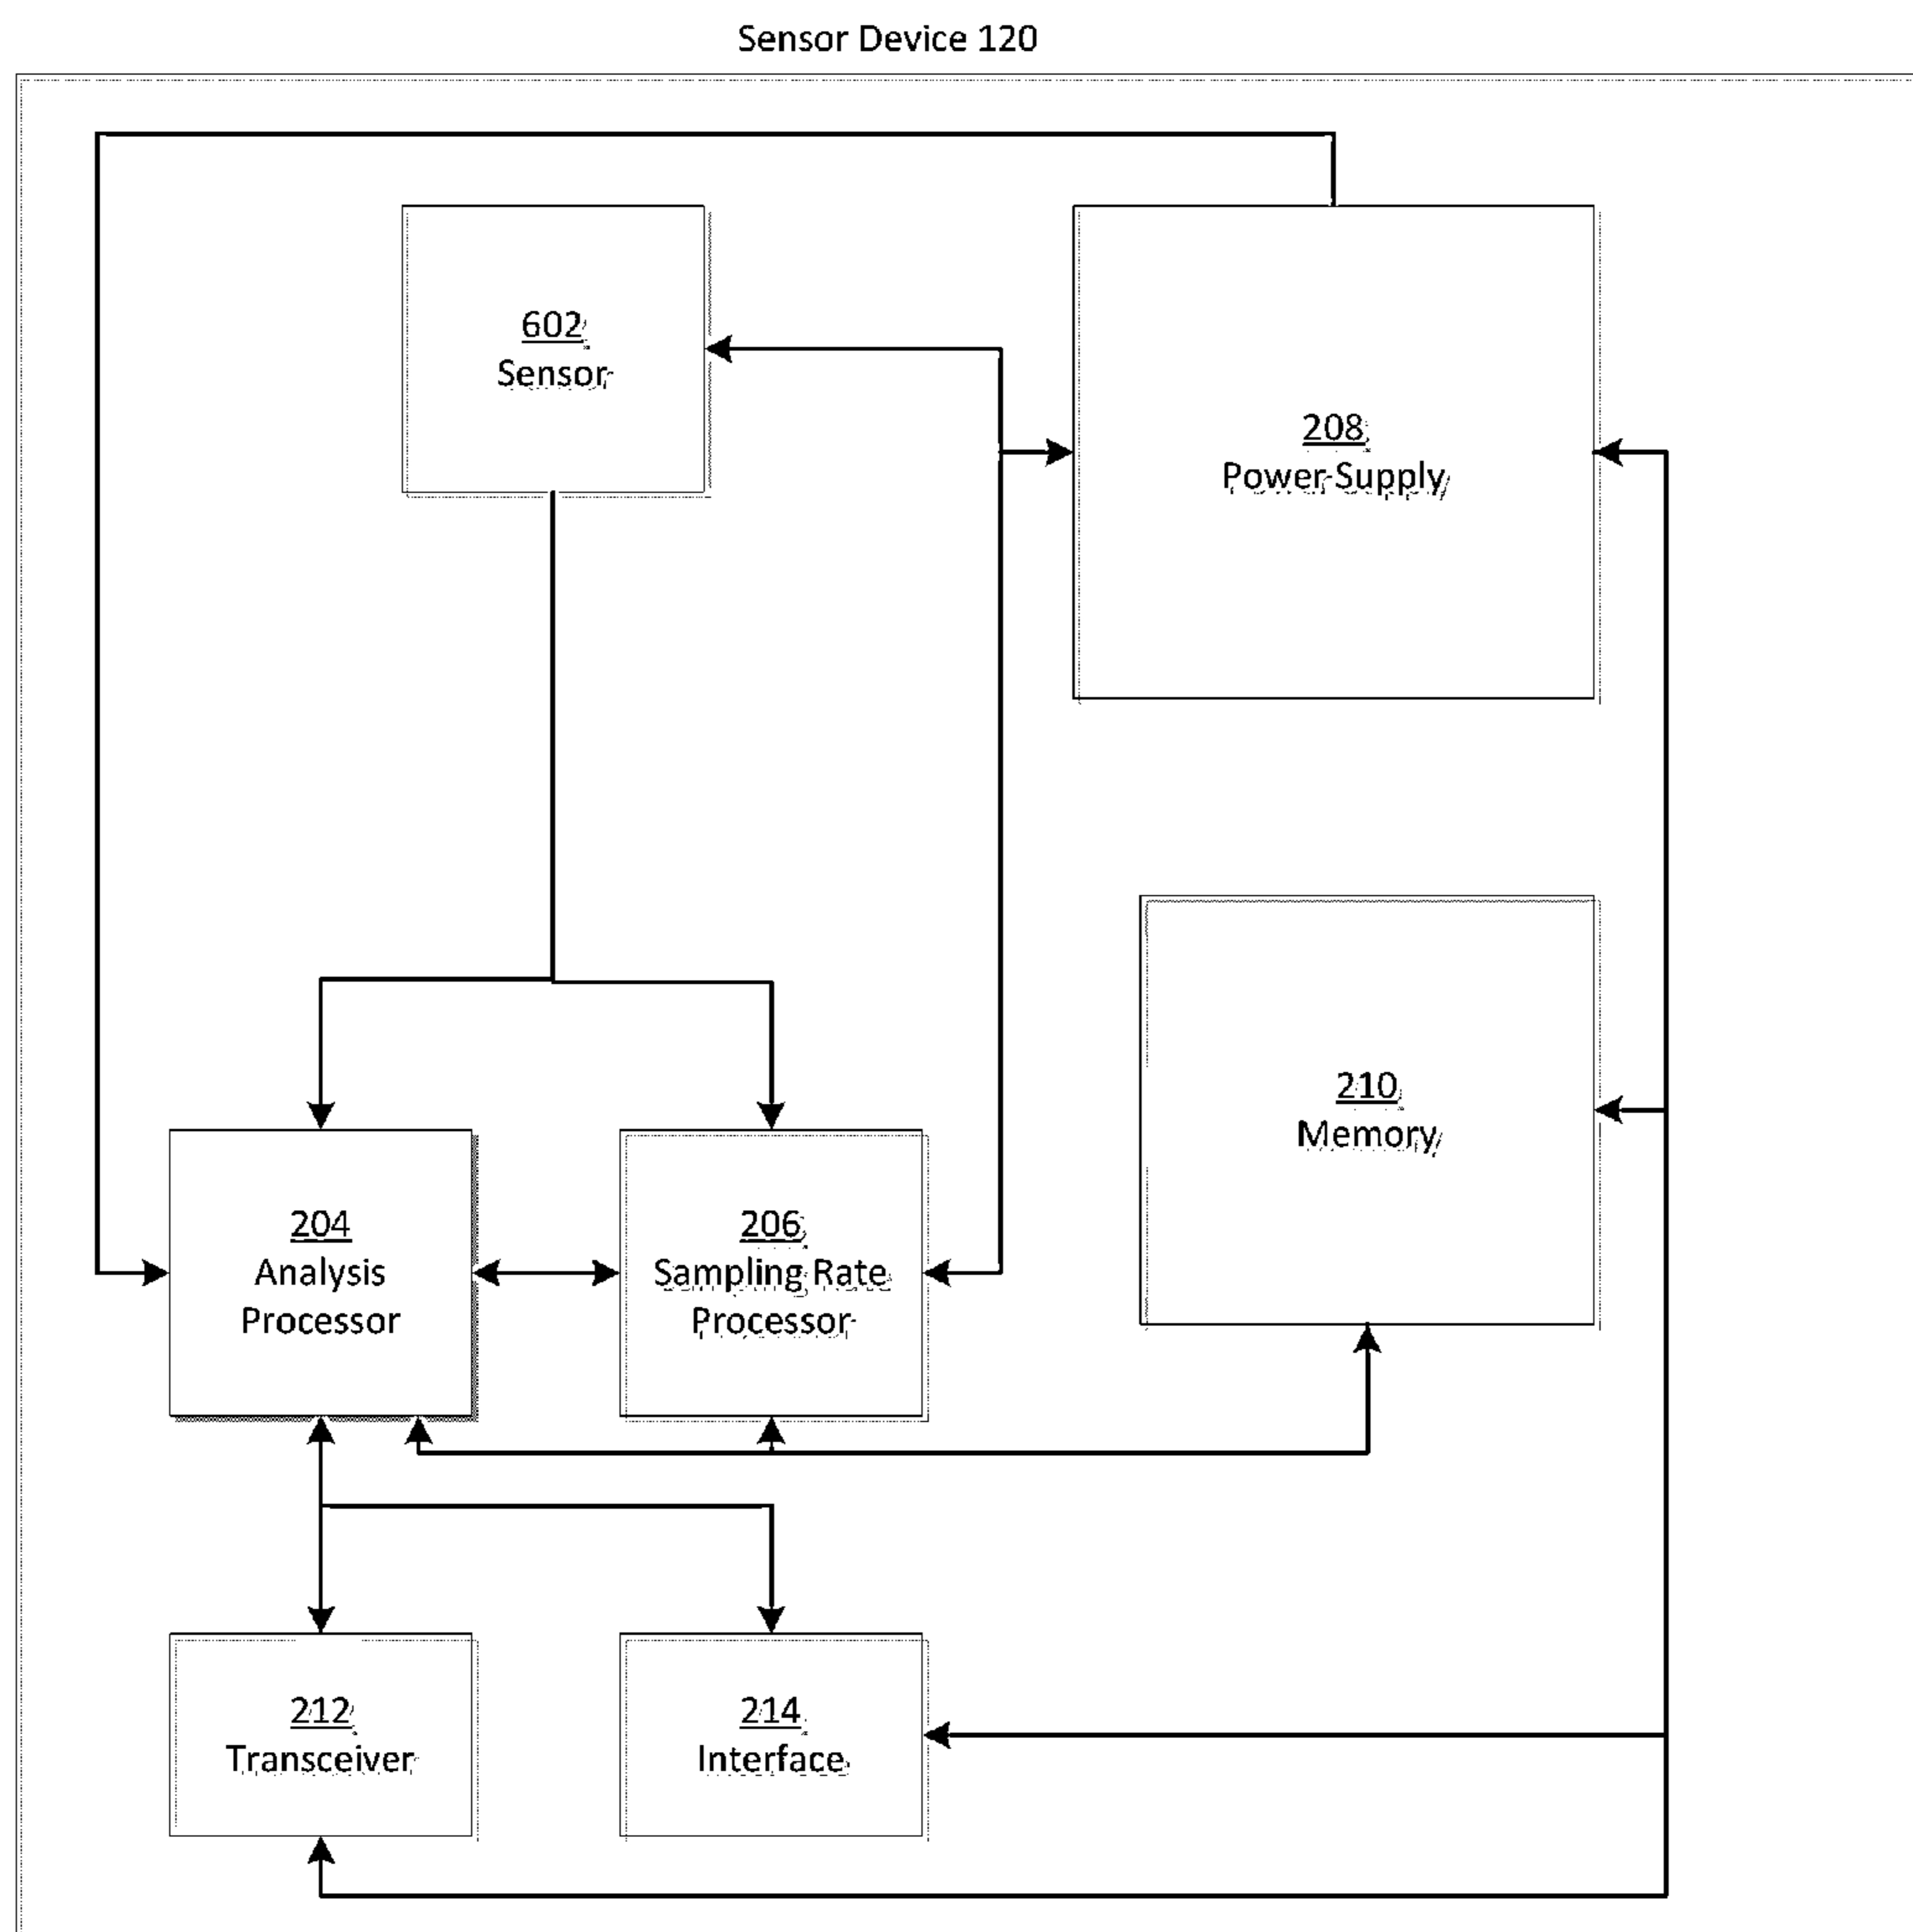 Sensor Device 120
602
Sensor
208
Power Supply
210
Memory
204
Analysis
Processor
206
Sampling Rate
Processor
212
Transceiver
214
Interface